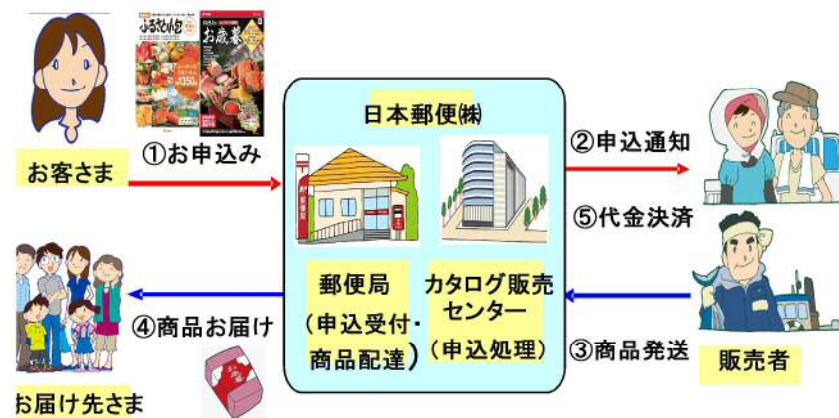 ふるさと小包
お歳暮
350
日本郵便㈱
①お申込み
②申込通知
お客さま
郵便局
⑤代金決済
郵便局
カタログ販売
センター
(申込受付・
商品配達)
(申込処理)
④商品お届け
③商品発送
販売者
お届け先さま